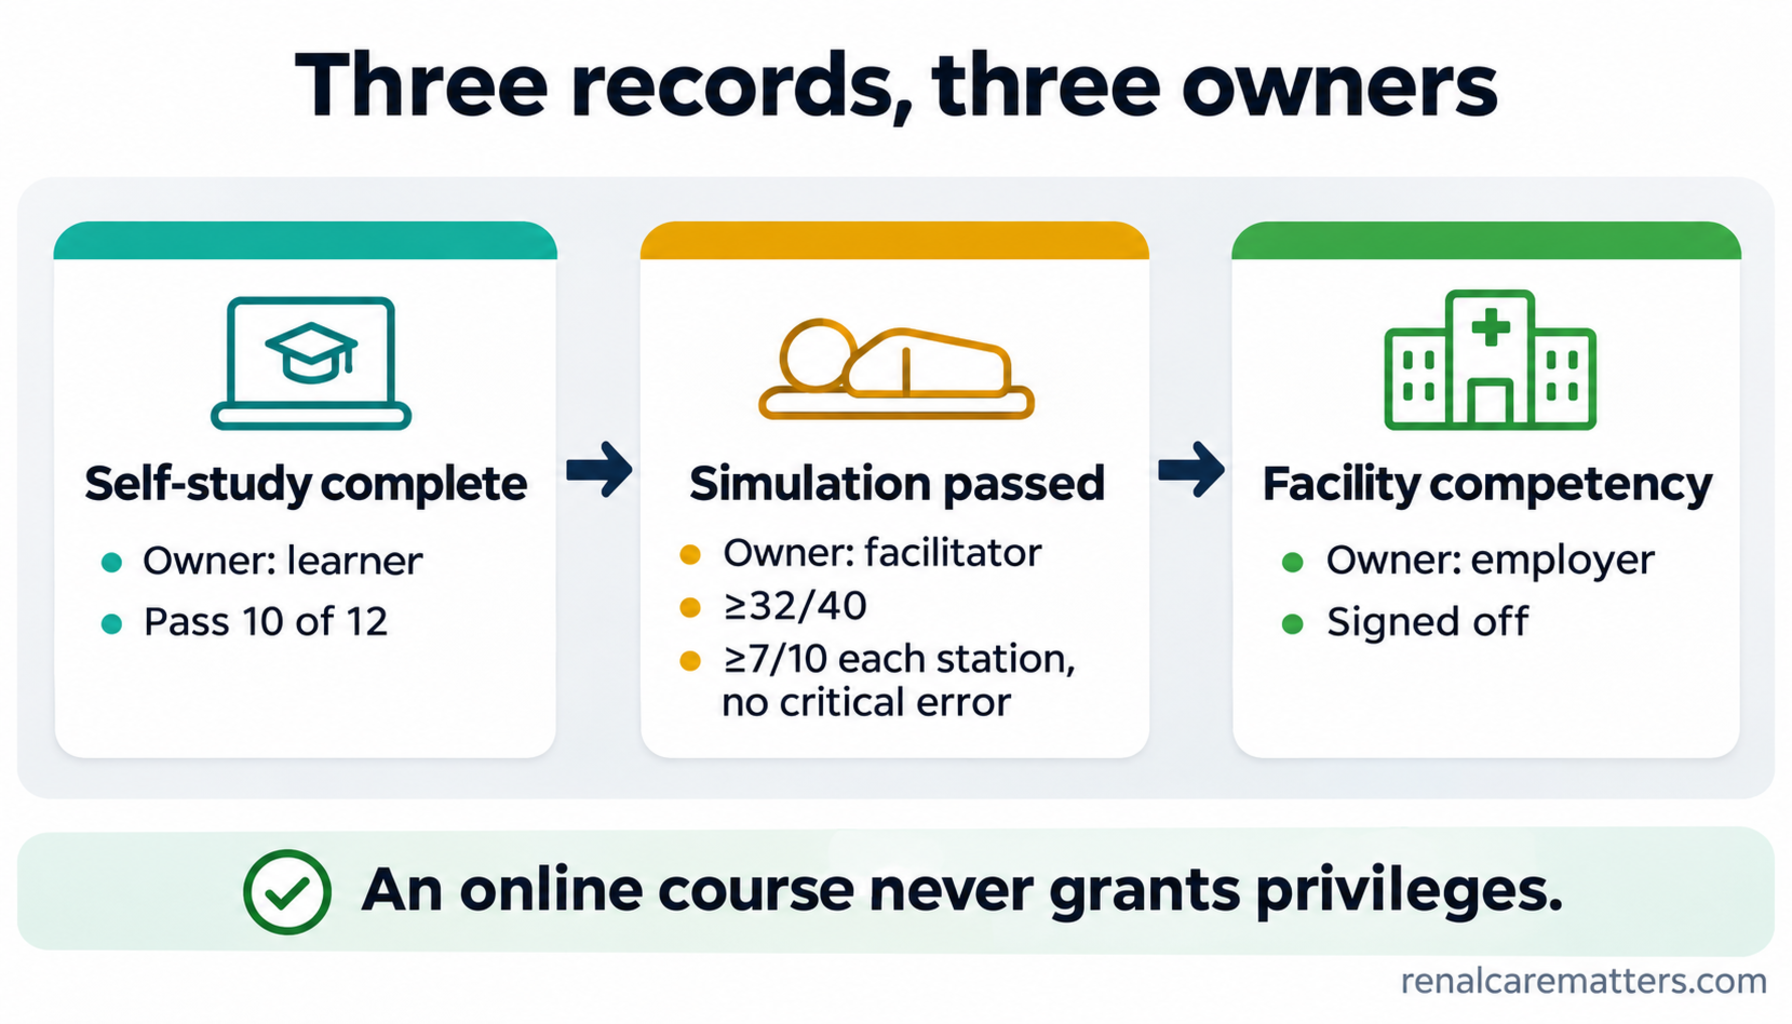 Three records, three owners
Self-study complete
Owner: learner
Pass 10 of 12
Simulation passed
Owner: facilitator
≥32/40
≥7/10 each station,
no critical error
Facility competency
Owner: employer
Signed off
An online course never grants privileges.
renalcarematters.com